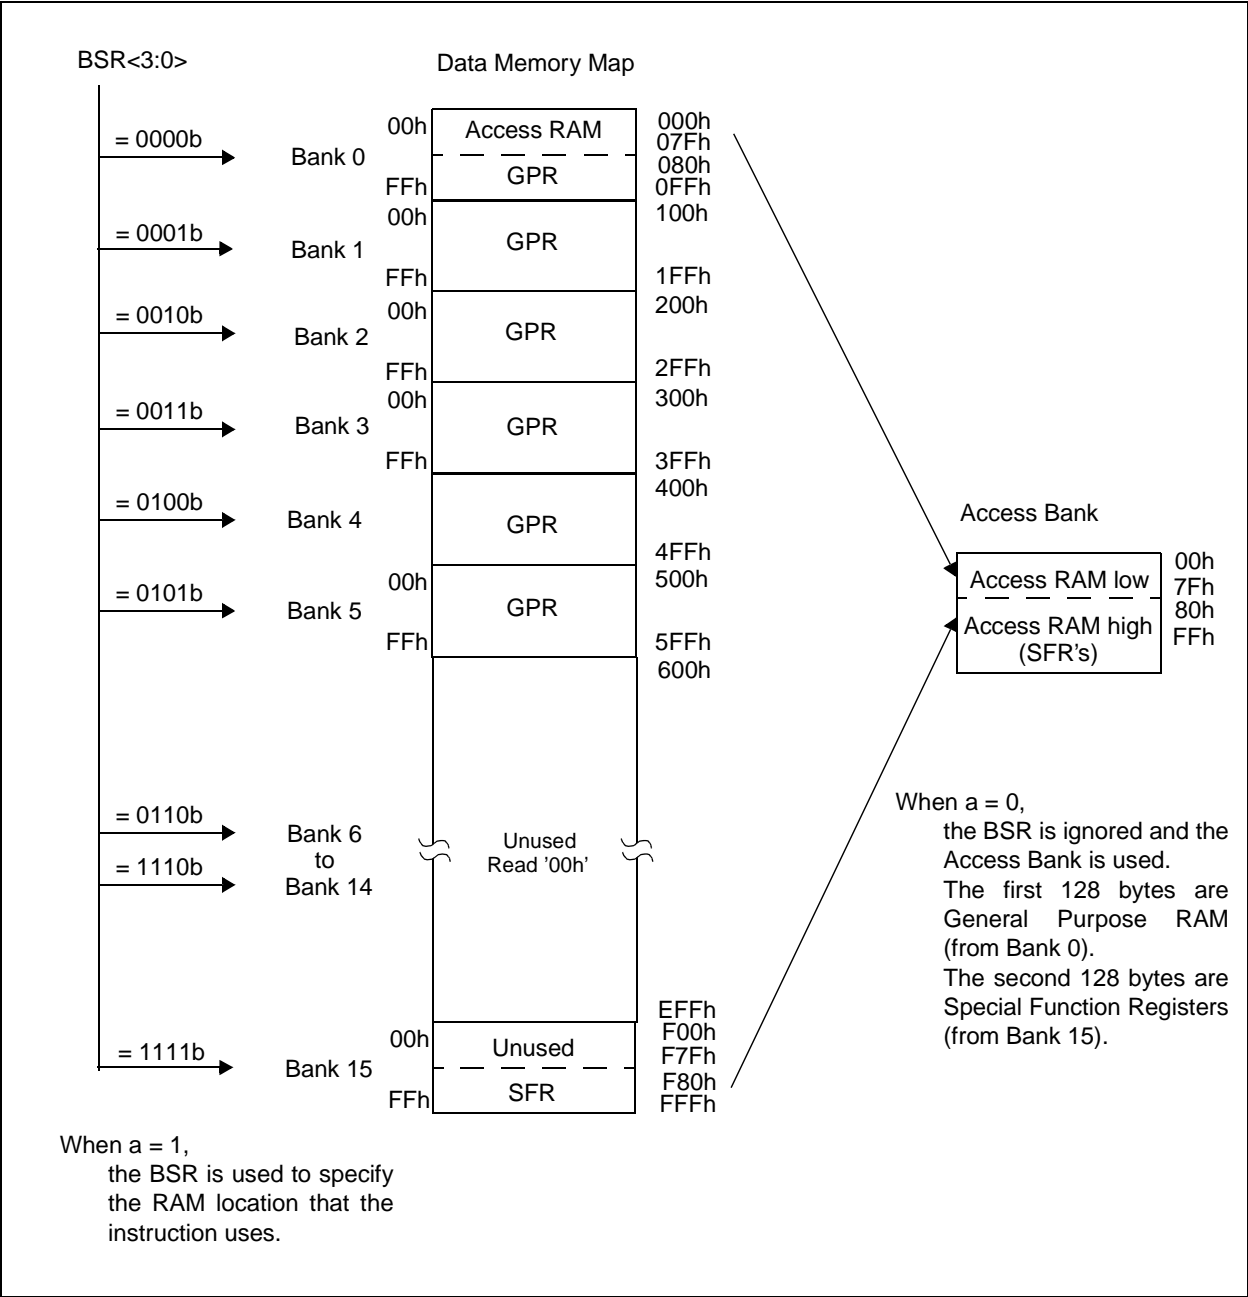 BSR<3:0>
Data Memory Map
= 0000b
Bank 0
00h
Access RAM
000h
07Fh
080h
FFh
GPR
0FFh
= 0001b
Bank 1
00h
GPR
100h
FFh
1FFh
= 0010b
Bank 2
00h
GPR
200h
FFh
2FFh
= 0011b
Bank 3
00h
GPR
300h
FFh
3FFh
= 0100b
Bank 4
GPR
400h
4FFh
= 0101b
Bank 5
00h
GPR
500h
FFh
5FFh
600h
= 0110b
Bank 6
to
= 1110b
Bank 14
Unused
Read '00h'
EFFh
= 1111b
Bank 15
00h
Unused
F00h
F7Fh
F80h
FFh
SFR
FFFh
Access Bank
Access RAM low
00h
7Fh
80h
Access RAM high
FFh
(SFR's)
When a = 0,
the BSR is ignored and the
Access Bank is used.
The first 128 bytes are
General Purpose RAM
(from Bank 0).
The second 128 bytes are
Special Function Registers
(from Bank 15).
When a = 1,
the BSR is used to specify
the RAM location that the
instruction uses.